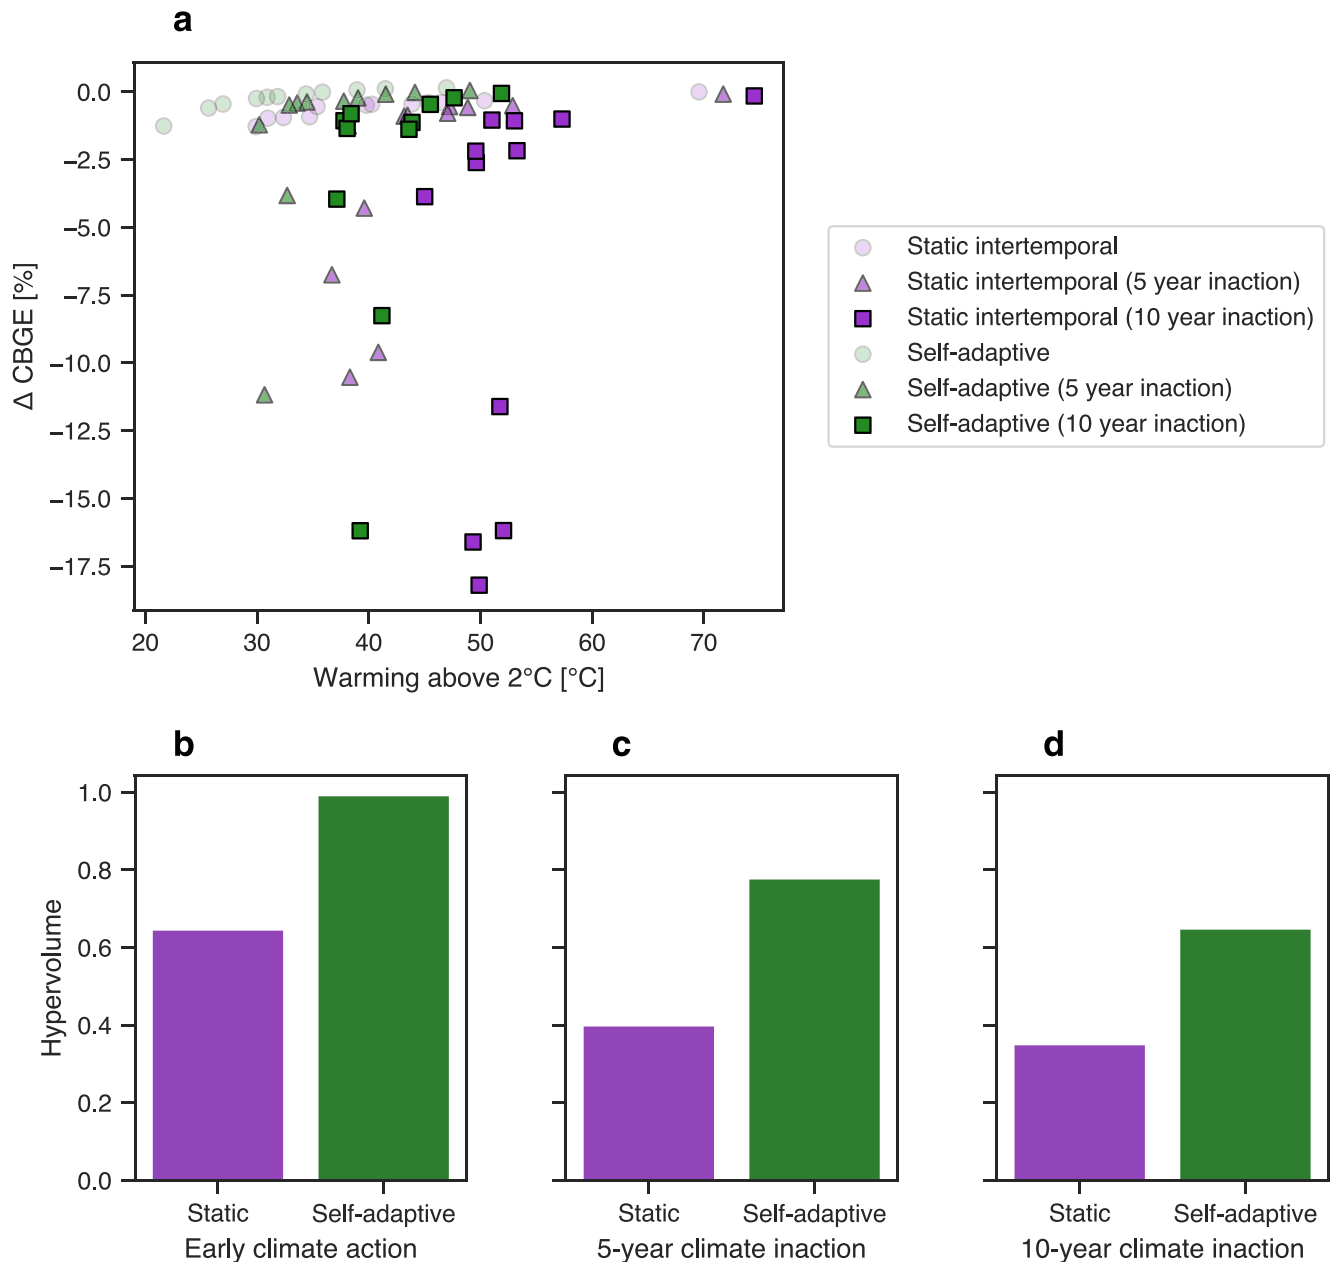 a
0.0
−2.5
−5.0
−7.5
−10.0
−12.5
−15.0
−17.5
Δ CBGE [%]
20 30 40 50 60 70
Warming above 2°C [°C]
Static intertemporal
Static intertemporal (5 year inaction)
Static intertemporal (10 year inaction)
Self-adaptive
Self-adaptive (5 year inaction)
Self-adaptive (10 year inaction)
b
1.0
0.8
0.6
0.4
0.2
0.0
Hypervolume
Static Self-adaptive
Early climate action
c
Static Self-adaptive
5-year climate inaction
d
Static Self-adaptive
10-year climate inaction